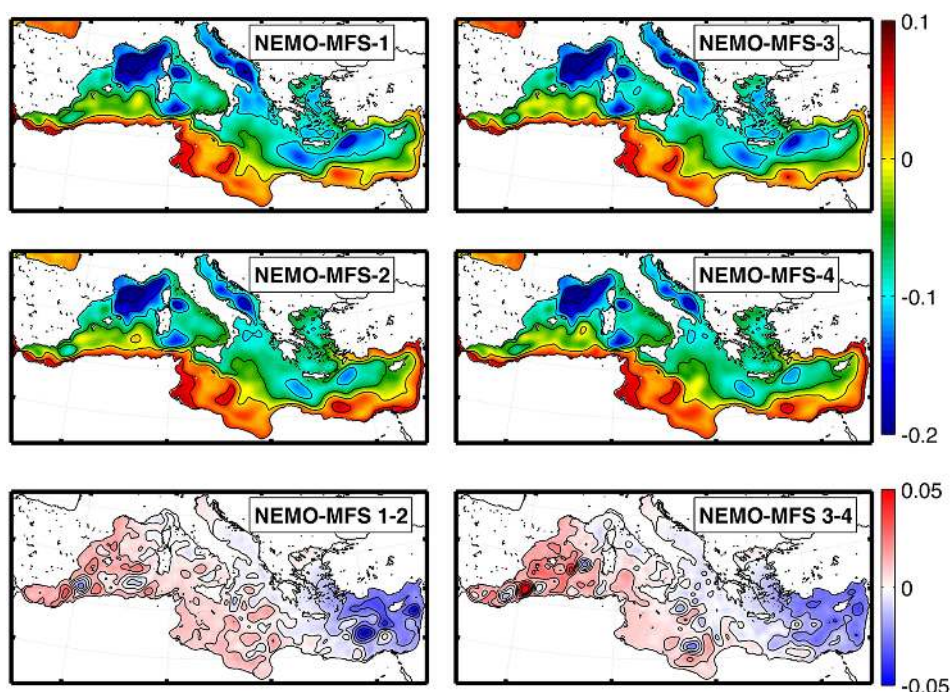 NEMO-MFS-1
NEMO-MFS-3
0.1
0
-0.1
-0.2
NEMO-MFS-2
NEMO-MFS-4
NEMO-MFS 1-2
NEMO-MFS 3-4
0.05
0
-0.05